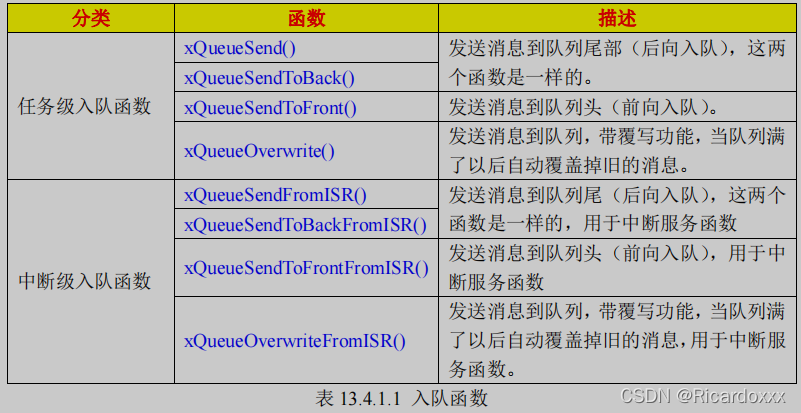 分类 函数 描述
任务级入队函数
xQueueSend()
xQueueSendToBack()
发送消息到队列尾部（后向入队），这两
个函数是一样的。
xQueueSendToFront()
发送消息到队列头（前向入队）。
xQueueOverwrite()
发送消息到队列，带覆写功能，当队列满
了以后自动覆盖掉旧的消息。
中断级入队函数
xQueueSendFromISR()
xQueueSendToBackFromISR()
发送消息到队列尾（后向入队），这两个
函数是一样的，用于中断服务函数
xQueueSendToFrontFromISR()
发送消息到队列头（前向入队），用于中
断服务函数
xQueueOverwriteFromISR()
发送消息到队列，带覆写功能，当队列满
了以后自动覆盖掉旧的消息，用于中断服
务函数。
表 13.4.1.1 入队函数
CSDN @Ricardoxxx